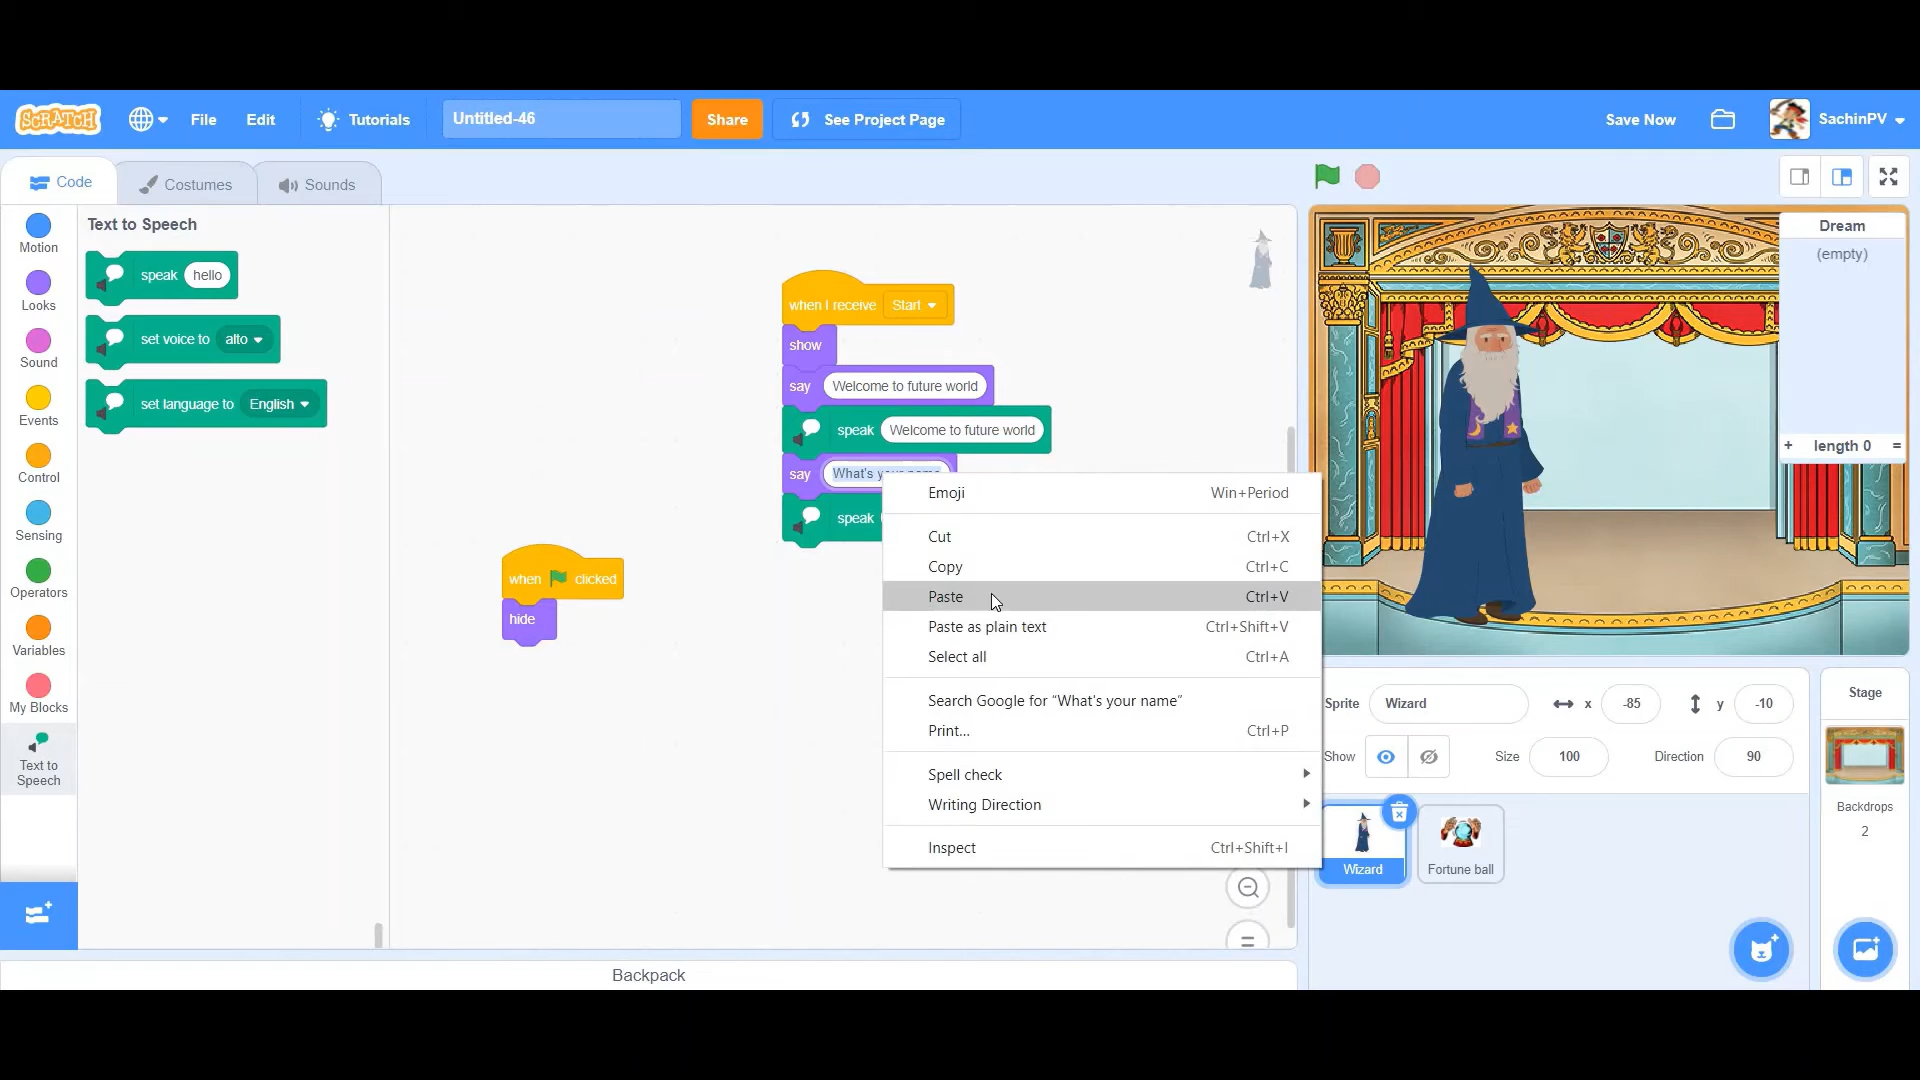 SCRATCH
File
Edit
Tutorials
Untitled-46
Share
See Project Page
Save Now
SachinPV
Code
Costumes
Sounds
Motion
Looks
Sound
Events
Control
Sensing
Operators
Variables
My Blocks
Text to
Speech
Text to Speech
speak hello
set voice to alto
set language to English
when clicked
hide
when I receive Start
show
say Welcome to future world
speak Welcome to future world
say What's your name
speak
Emoji Win+Period
Cut Ctrl+X
Copy Ctrl+C
Paste Ctrl+V
Paste as plain text Ctrl+Shift+V
Select all Ctrl+A
Search Google for “What's your name”
Print... Ctrl+P
Spell check
Writing Direction
Inspect Ctrl+Shift+I
Backpack
Dream
(empty)
+ length 0 =
Sprite Wizard x -85 y -10
Show Size 100 Direction 90
Wizard
Fortune ball
Stage
Backdrops
2